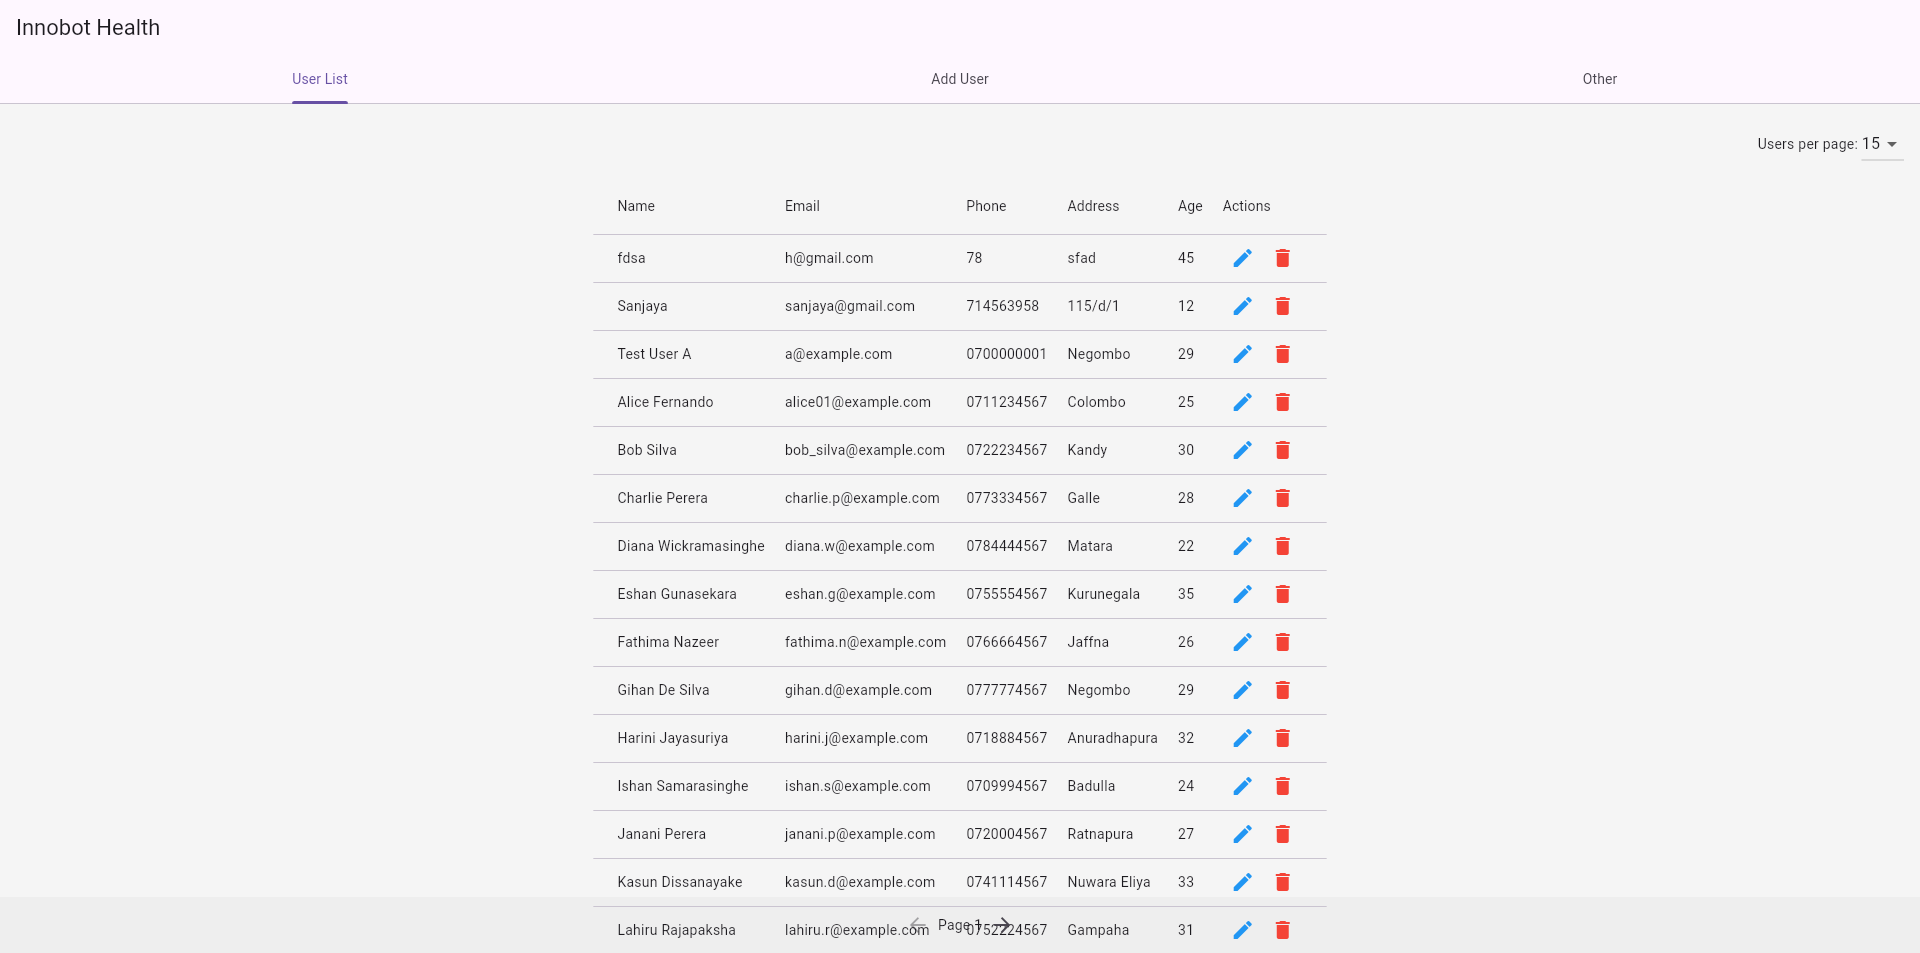 Innobot Health
User List Add User Other
Users per page: 15
Name Email Phone Address Age Actions
fdsa h@gmail.com 78 sfad 45
Sanjaya sanjaya@gmail.com 714563958 115/d/1 12
Test User A a@example.com 0700000001 Negombo 29
Alice Fernando alice01@example.com 0711234567 Colombo 25
Bob Silva bob_silva@example.com 0722234567 Kandy 30
Charlie Perera charlie.p@example.com 0773334567 Galle 28
Diana Wickramasinghe diana.w@example.com 0784444567 Matara 22
Eshan Gunasekara eshan.g@example.com 0755554567 Kurunegala 35
Fathima Nazeer fathima.n@example.com 0766664567 Jaffna 26
Gihan De Silva gihan.d@example.com 0777774567 Negombo 29
Harini Jayasuriya harini.j@example.com 0718884567 Anuradhapura 32
Ishan Samarasinghe ishan.s@example.com 0709994567 Badulla 24
Janani Perera janani.p@example.com 0720004567 Ratnapura 27
Kasun Dissanayake kasun.d@example.com 0741114567 Nuwara Eliya 33
Page 1
Lahiru Rajapaksha lahiru.r@example.com 0752224567 Gampaha 31